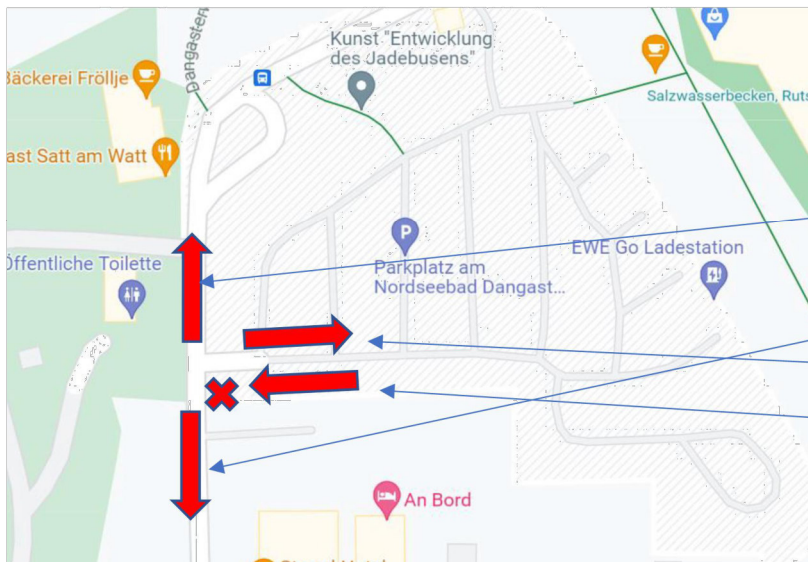 Kunst "Entwicklung
des Jadebusens"
Dangaster
Bäckerei Fröllje
Salzwasserbecken, Ruts
ast Satt am Watt
P
EWE Go Ladestation
Parkplatz am
Nordseebad Dangast...
Öffentliche Toilette
An Bord